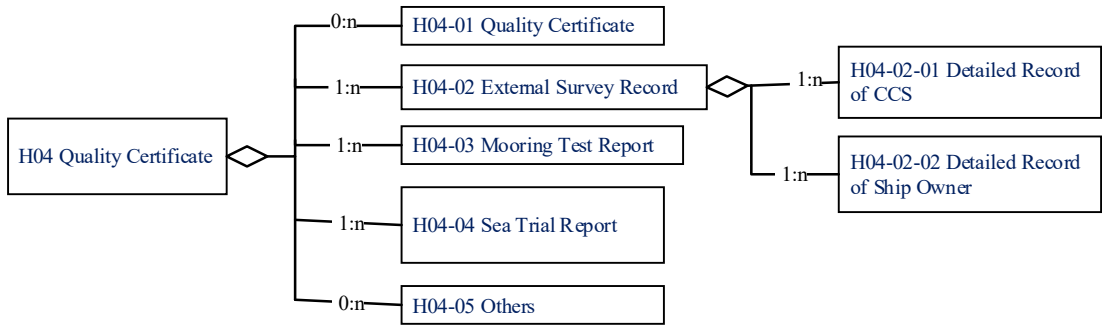 H04 Quality Certificate
0:n
H04-01 Quality Certificate
1:n
H04-02 External Survey Record
1:n
H04-02-01 Detailed Record
of CCS
1:n
H04-02-02 Detailed Record
of Ship Owner
1:n
H04-03 Mooring Test Report
1:n
H04-04 Sea Trial Report
0:n
H04-05 Others